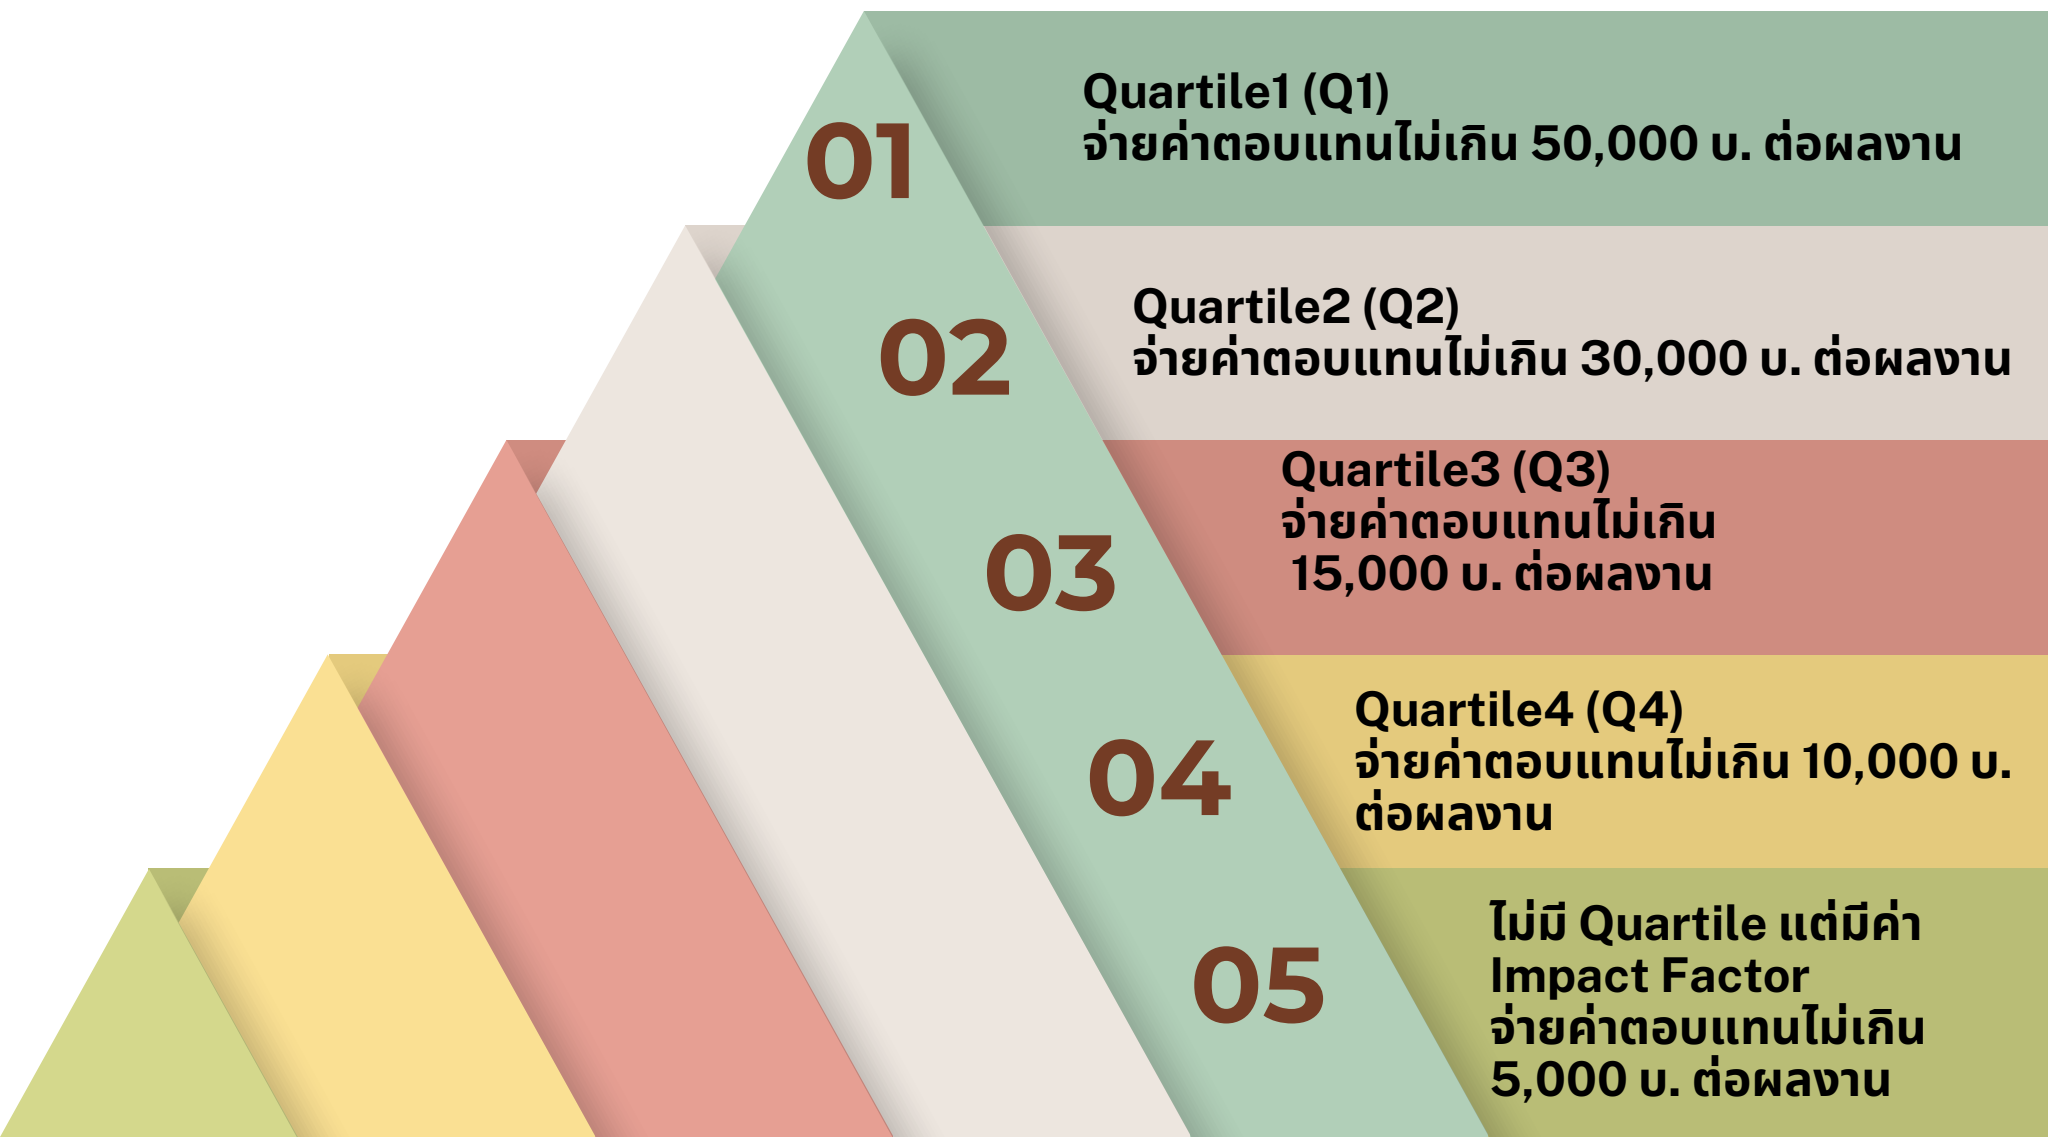 01
Quartile1 (Q1)
จ่ายค่าตอบแทนไม่เกิน 50,000 บ. ต่อผลงาน
02
Quartile2 (Q2)
จ่ายค่าตอบแทนไม่เกิน 30,000 บ. ต่อผลงาน
03
Quartile3 (Q3)
จ่ายค่าตอบแทนไม่เกิน
15,000 บ. ต่อผลงาน
04
Quartile4 (Q4)
จ่ายค่าตอบแทนไม่เกิน 10,000 บ.
ต่อผลงาน
05
ไม่มี Quartile แต่มีค่า
Impact Factor
จ่ายค่าตอบแทนไม่เกิน
5,000 บ. ต่อผลงาน